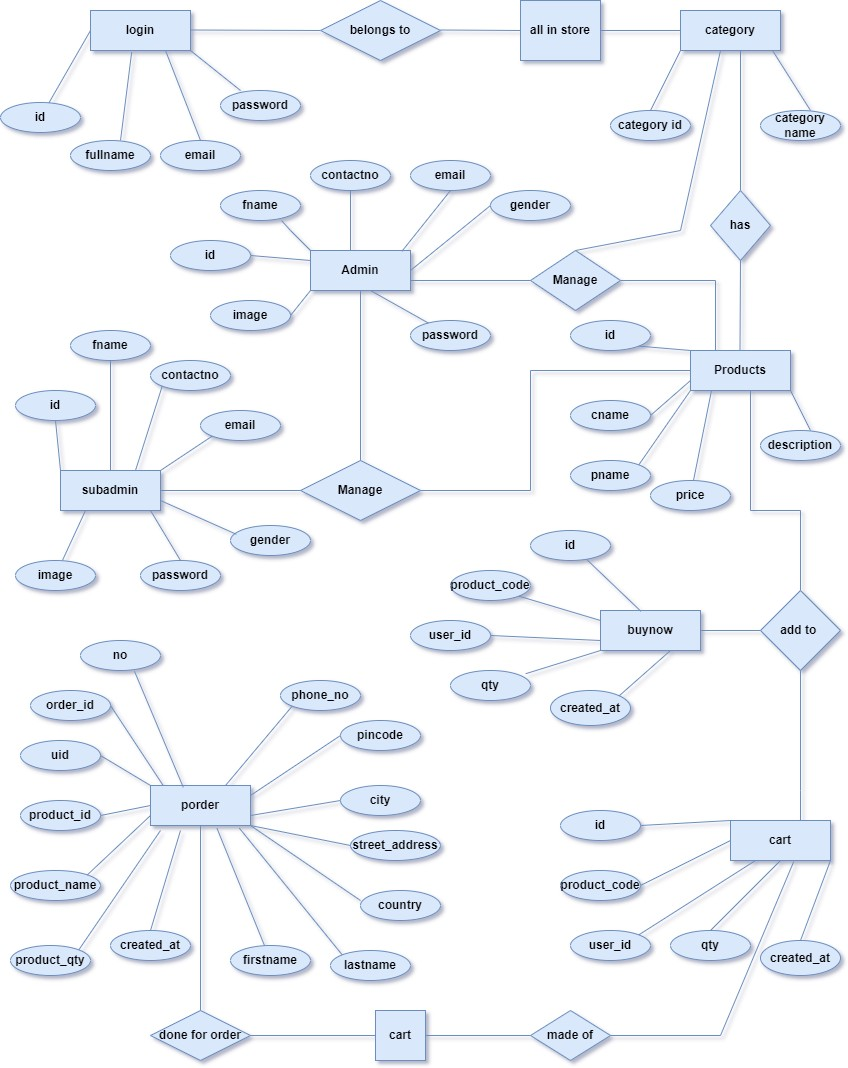 login
belongs to
all in store
category
id
fullname
email
password
category id
category
name
contactno
email
fname
gender
id
Admin
image
password
has
Manage
id
Products
cname
pname
price
description
fname
id
contactno
email
subadmin
Manage
gender
image
password
id
product_code
user_id
buynow
add to
qty
created_at
no
order_id
phone_no
uid
pincode
porder
city
product_id
street_address
product_name
country
product_qty
created_at
firstname
lastname
id
cart
product_code
user_id
qty
created_at
done for order
cart
made of